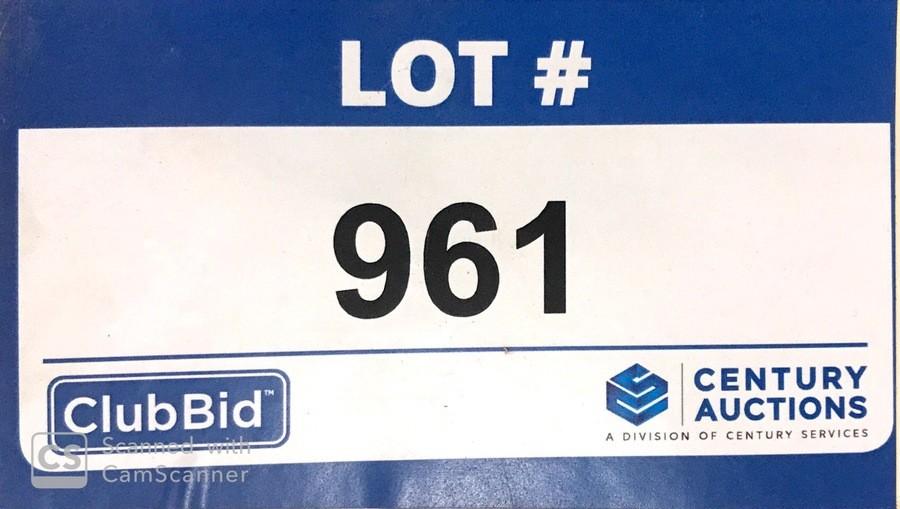 LOT #
961
ClubBid™
CENTURY
AUCTIONS
A DIVISION OF CENTURY SERVICES
CS
Scanned with
CamScanner